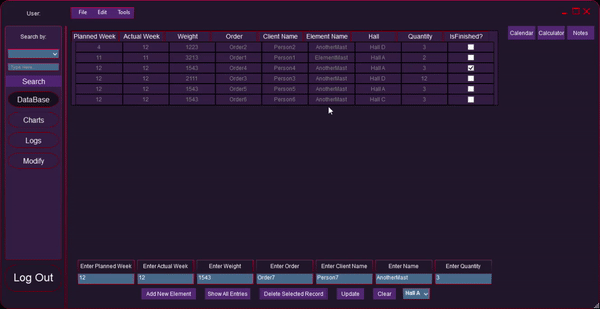 User:
File Edit Tools
Search by:
Type Name
Search
DataBase
Charts
Logs
Modify
Log Out
Planned Week Actual Week Weight Order Client Name Element Name Hall Quantity IsFinished?
4 12 1223 Order2 Person2 AnotherMast Hall D 3
11 11 3213 Order1 Person1 ElementMast Hall A 2
12 12 1543 Order4 Person4 AnotherMast Hall A 3
12 12 2111 Order3 Person3 AnotherMast Hall D 12
12 12 1543 Order5 Person5 AnotherMast Hall A 3
12 12 1543 Order6 Person6 AnotherMast Hall C 3
Calendar Calculator Notes
Enter Planned Week Enter Actual Week Enter Weight Enter Order Enter Client Name Enter Name Enter Quantity
12 12 1543 Order7 Person7 AnotherMast 3
Add New Element Show All Entries Delete Selected Record Update Clear Hall A